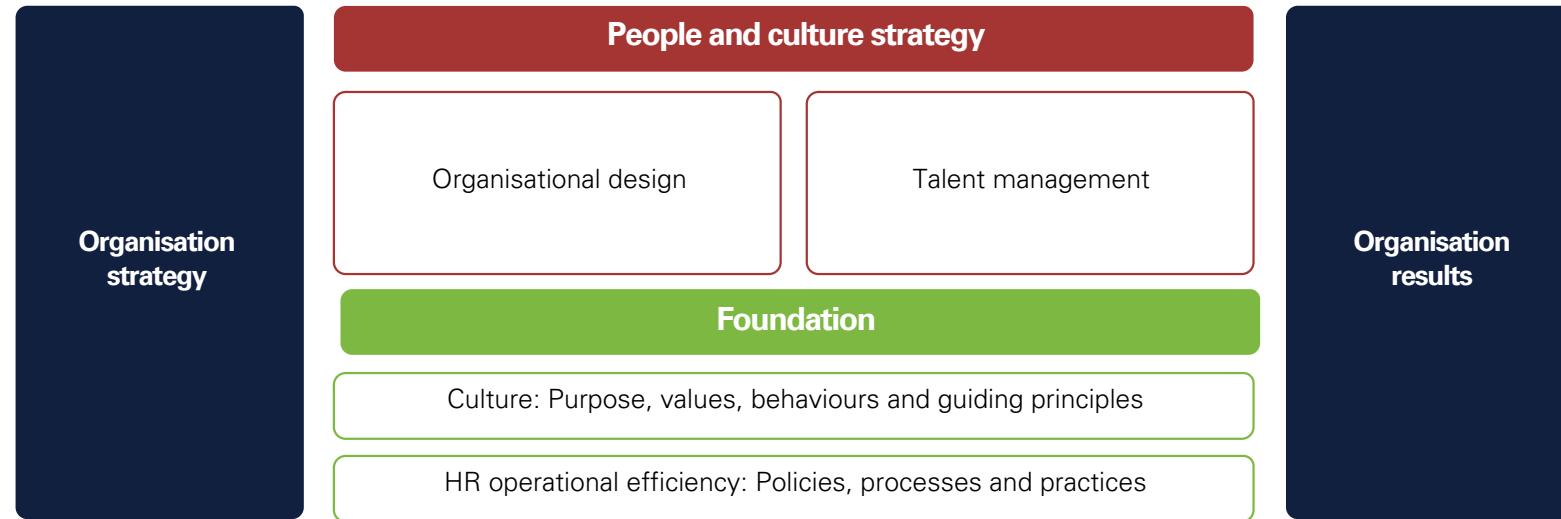 Organisation
strategy
People and culture strategy
Organisational design
Talent management
Foundation
Culture: Purpose, values, behaviours and guiding principles
HR operational efficiency: Policies, processes and practices
Organisation
results